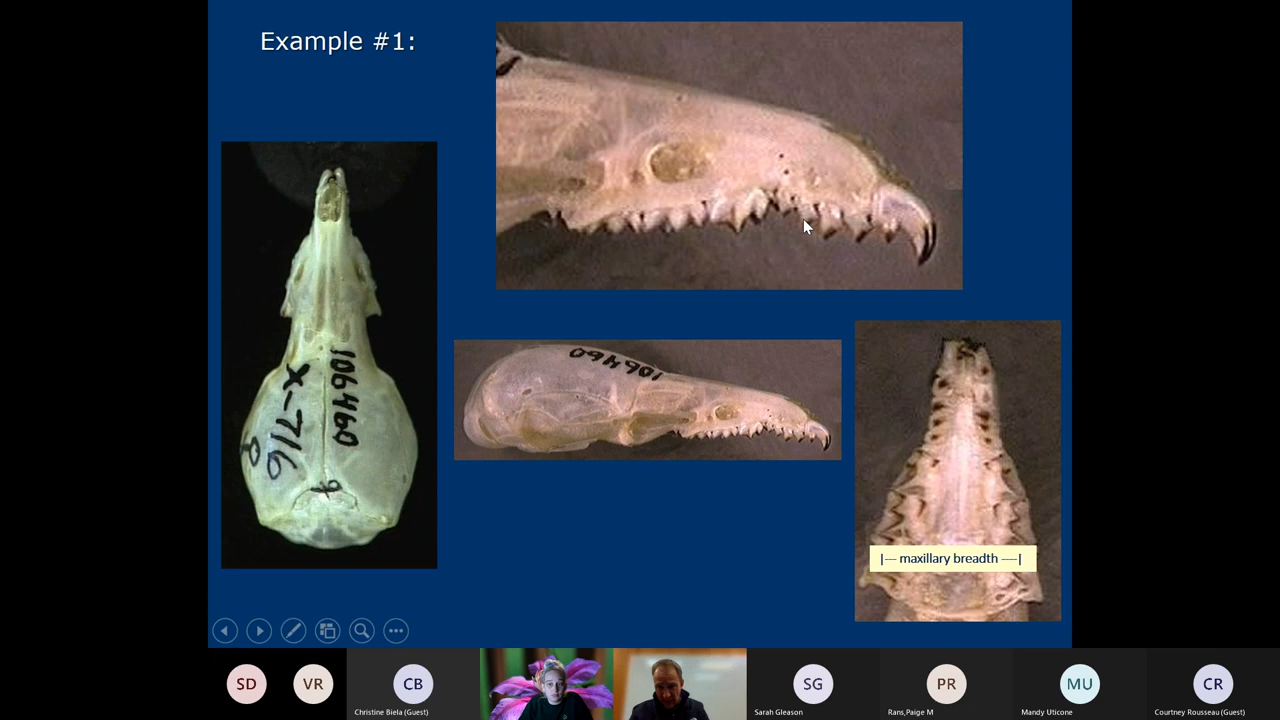 Example #1:
106460
X-716
♀
9
106460
|--- maxillary breadth ----|
SD
VR
CB
Christine Biela (Guest)
SG
Sarah Gleason
PR
Rans,Paige M
MU
Mandy Uticone
CR
Courtney Rousseau (Guest)